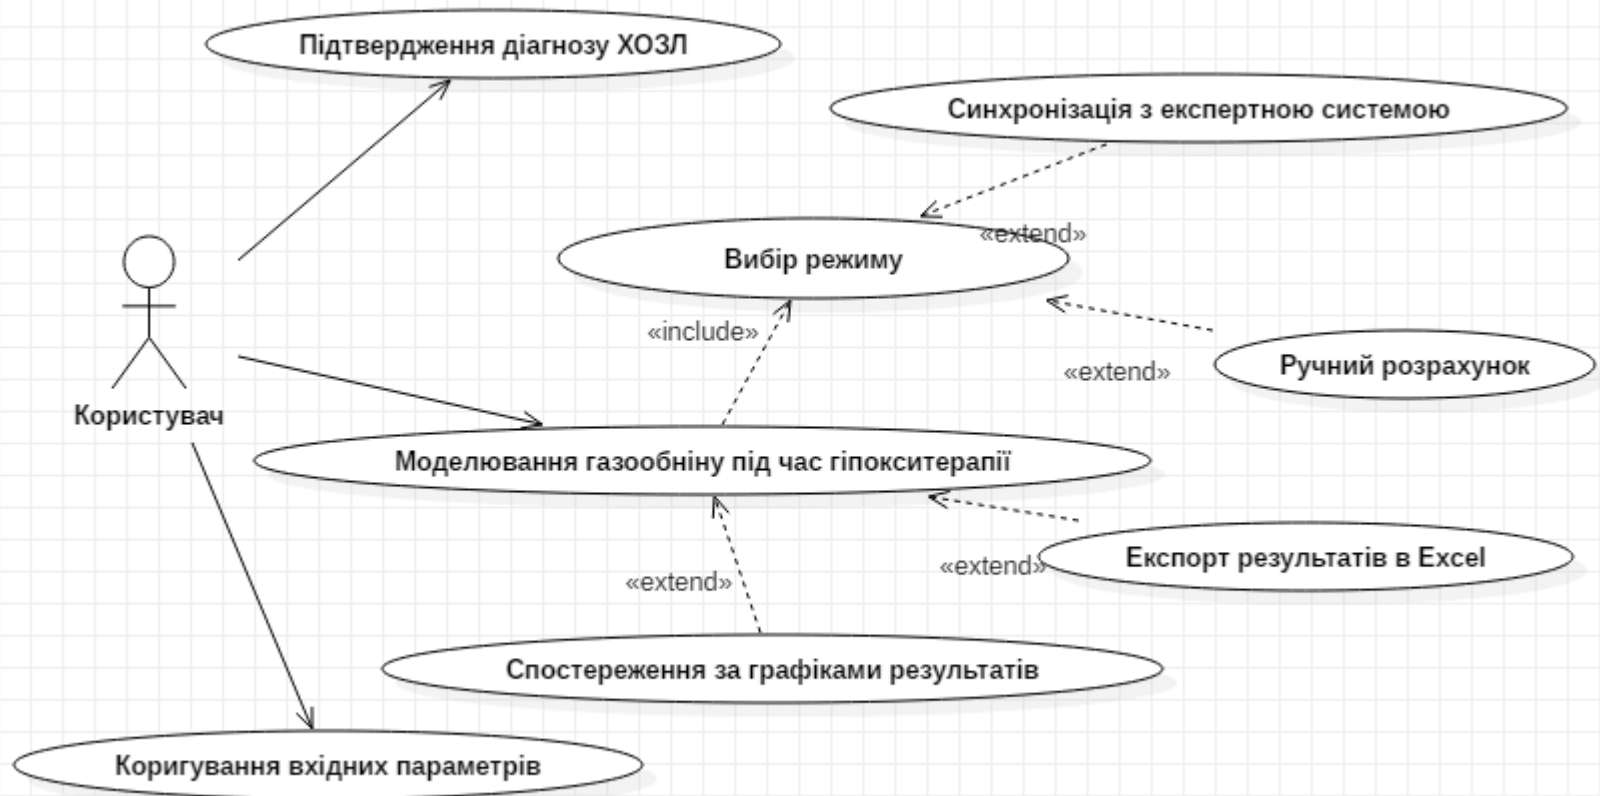 Підтвердження діагнозу ХОЗЛ
Синхронізація з експертною системою
«extend»
Вибір режиму
«include»
Ручний розрахунок
«extend»
Користувач
Моделювання газообніну під час гіпокситерапії
Експорт результатів в Excel
«extend»
«extend»
Спостереження за графіками результатів
Коригування вхідних параметрів